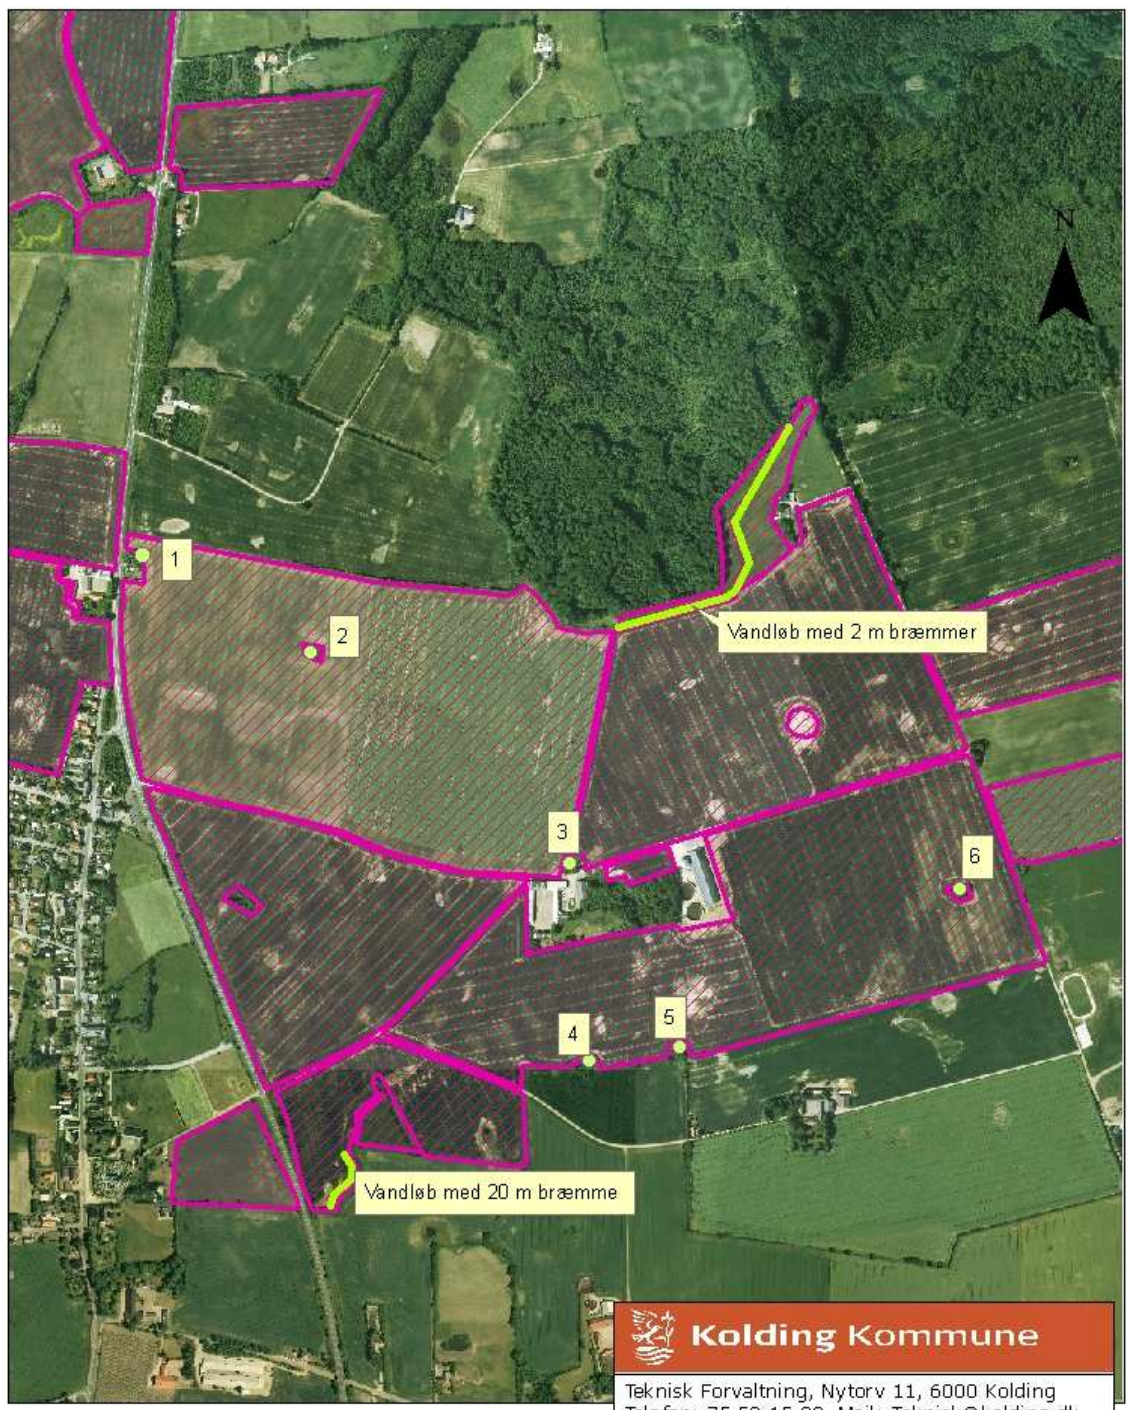 N
1
2
Vandløb med 2 m bræmmer
3
6
5
4
Vandløb med 20 m bræmme
Kolding Kommune
Teknisk Forvaltning, Nytorv 11, 6000 Kolding